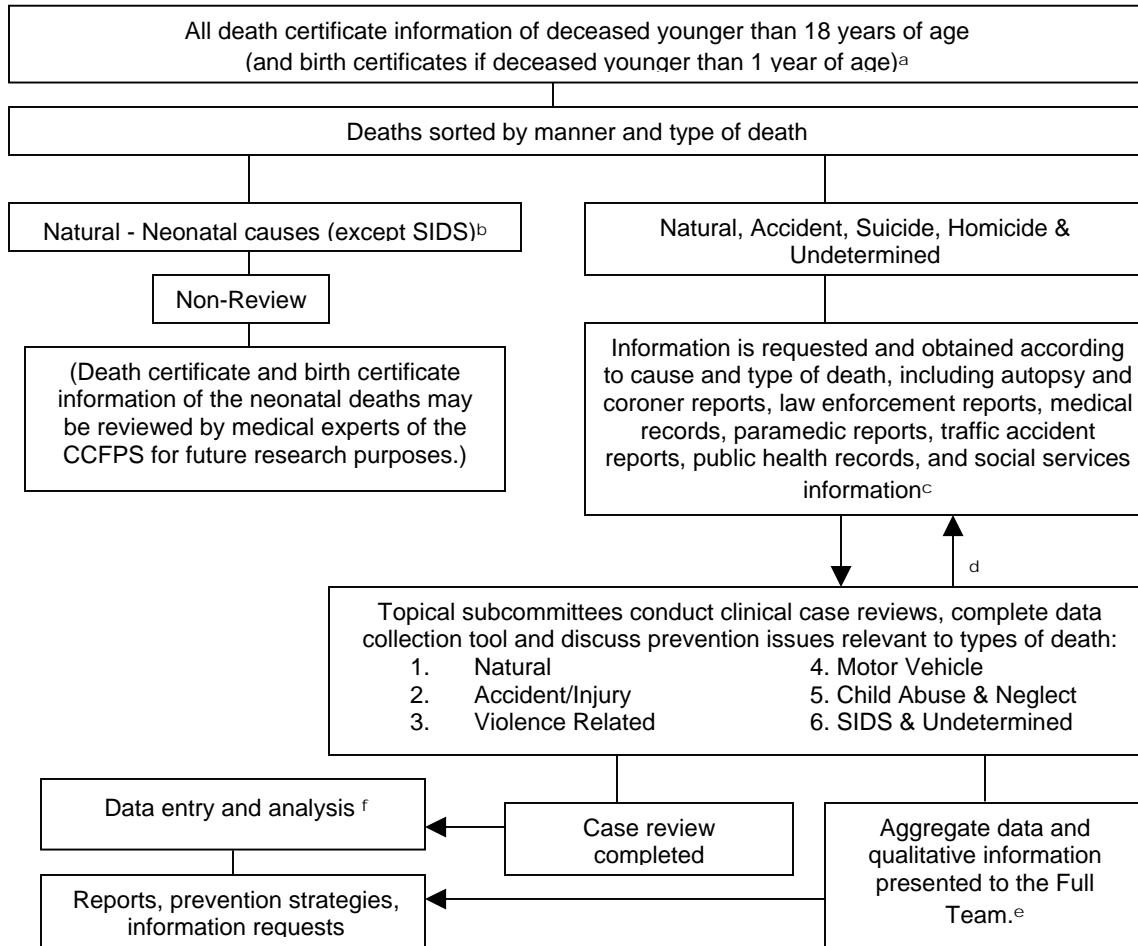 All death certificate information of deceased younger than 18 years of age
(and birth certificates if deceased younger than 1 year of age)a
Deaths sorted by manner and type of death
Natural - Neonatal causes (except SIDS)b
Natural, Accident, Suicide, Homicide &
Undetermined
Non-Review
(Death certificate and birth certificate
information of the neonatal deaths may
be reviewed by medical experts of the
CCFPS for future research purposes.)
Information is requested and obtained according
to cause and type of death, including autopsy and
coroner reports, law enforcement reports, medical
records, paramedic reports, traffic accident
reports, public health records, and social services
informationc
d
Topical subcommittees conduct clinical case reviews, complete data
collection tool and discuss prevention issues relevant to types of death:
1. Natural 4. Motor Vehicle
2. Accident/Injury 5. Child Abuse & Neglect
3. Violence Related 6. SIDS & Undetermined
Data entry and analysis f
Case review
completed
Aggregate data and
qualitative information
presented to the Full
Team.e
Reports, prevention strategies,
information requests